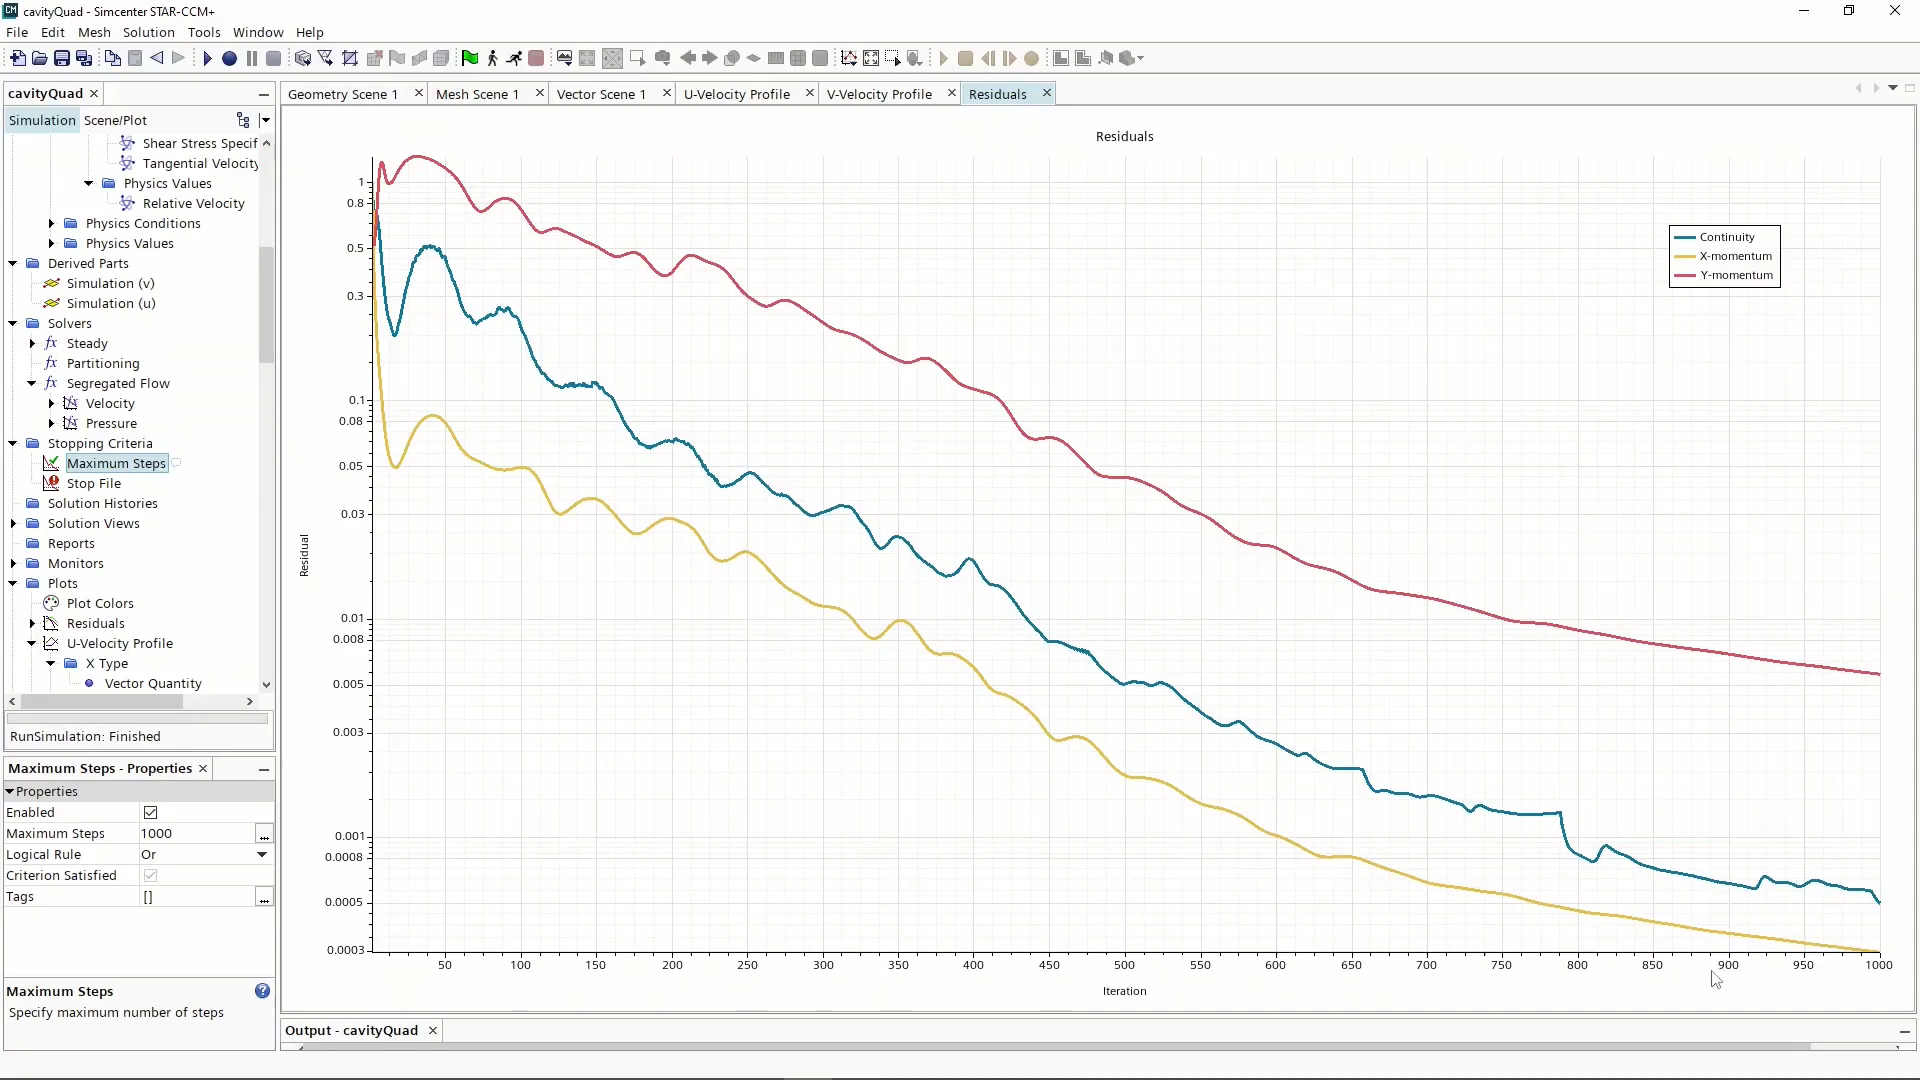 cavityQuad - Simcenter STAR-CCM+
File Edit Mesh Solution Tools Window Help
cavityQuad
Simulation Scene/Plot
Shear Stress Specif
Tangential Velocity
Physics Values
Relative Velocity
Physics Conditions
Physics Values
Derived Parts
Simulation (v)
Simulation (u)
Solvers
Steady
Partitioning
Segregated Flow
Velocity
Pressure
Stopping Criteria
Maximum Steps
Stop File
Solution Histories
Solution Views
Reports
Monitors
Plots
Plot Colors
Residuals
U-Velocity Profile
X Type
Vector Quantity
RunSimulation: Finished
Maximum Steps - Properties
Properties
Enabled
Maximum Steps 1000 ...
Logical Rule Or
Criterion Satisfied
Tags [] ...
Maximum Steps
Specify maximum number of steps
Geometry Scene 1 Mesh Scene 1 Vector Scene 1 U-Velocity Profile V-Velocity Profile Residuals
Residuals
1
0.8
0.5
0.3
0.1
0.08
0.05
0.03
0.01
0.008
0.005
0.003
0.001
0.0008
0.0005
0.0003
Residual
Continuity
X-momentum
Y-momentum
50 100 150 200 250 300 350 400 450 500 550 600 650 700 750 800 850 900 950 1000
Iteration
Output - cavityQuad